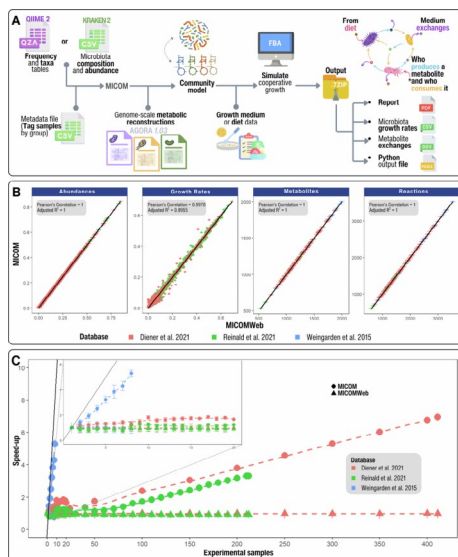 A
QIIME 2
KRAKEN 2
From diet
Medium exchanges
QZA
or
CSV
FBA
Frequency and taxa tables
Microbiota composition and abundance
Who produces a metabolite and who consumes it
MICOM
Community model
Simulate cooperative growth
Output
.ZIP
Metadata file (Tag samples by group)
CSV
Genome-scale metabolic reconstructions
AGORA 1.03
Growth medium or diet data
Report
PDF
Microbiota growth rates
CSV
Metabolite exchanges
CSV
Python output file
B
Abundances
Growth Rates
Metabolites
Reactions
Pearson's Correlation = 1
Adjusted R² = 1
Pearson's Correlation = 0.9978
Pearson's Correlation = 1
Adjusted R² = 1
Pearson's Correlation = 1
Adjusted R² = 1
MICOM
MICOMWeb
Database
Diener et al. 2021
Reinald et al. 2021
Weingarden et al. 2015
C
Speed-up
10
8
6
4
2
0
MICOM
MICOMWeb
Database
Diener et al. 2021
Reinald et al. 2021
Weingarden et al. 2015
0 10 20 50 100 150 200 250 300 350 400
Experimental samples